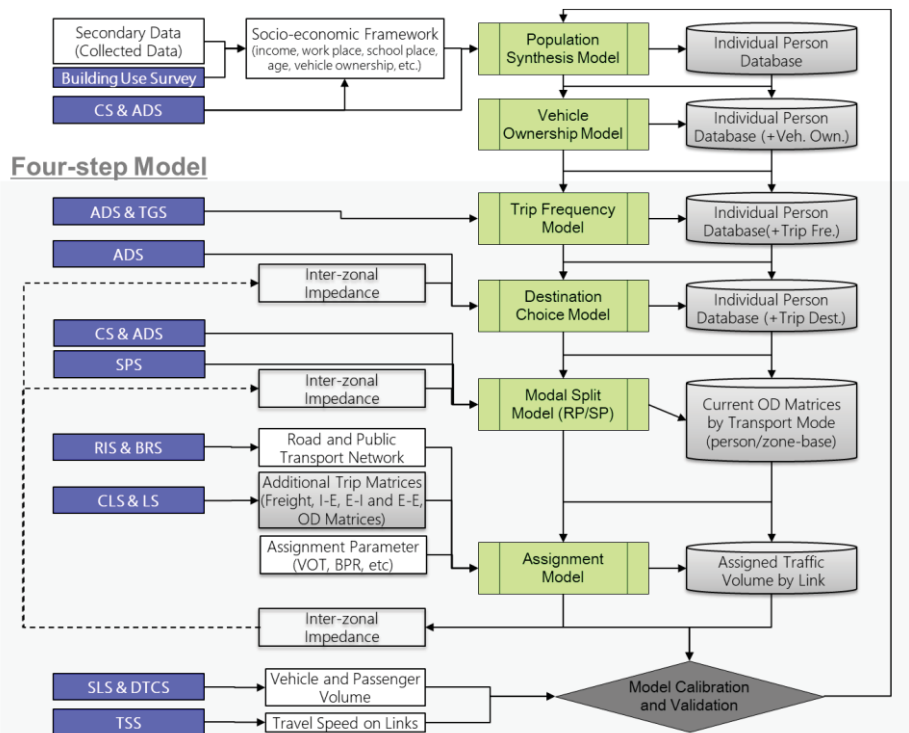 Secondary Data
(Collected Data)
Building Use Survey
CS & ADS
Socio-economic Framework
(income, work place, school place,
age, vehicle ownership, etc.)
Population
Synthesis Model
Individual Person
Database
Vehicle
Ownership Model
Individual Person
Database (+Veh. Own.)
Four-step Model
ADS & TGS
Trip Frequency
Model
Individual Person
Database(+Trip Fre.)
ADS
Inter-zonal
Impedance
Destination
Choice Model
Individual Person
Database (+Trip Dest.)
CS & ADS
SPS
Inter-zonal
Impedance
Modal Split
Model (RP/SP)
Current OD Matrices
by Transport Mode
(person/zone-base)
RIS & BRS
Road and Public
Transport Network
CLS & LS
Additional Trip Matrices
(Freight, I-E, E-I and E-E,
OD Matrices)
Assignment Parameter
(VOT, BPR, etc)
Assignment
Model
Assigned Traffic
Volume by Link
Inter-zonal
Impedance
SLS & DTCS
Vehicle and Passenger
Volume
TSS
Travel Speed on Links
Model Calibration
and Validation